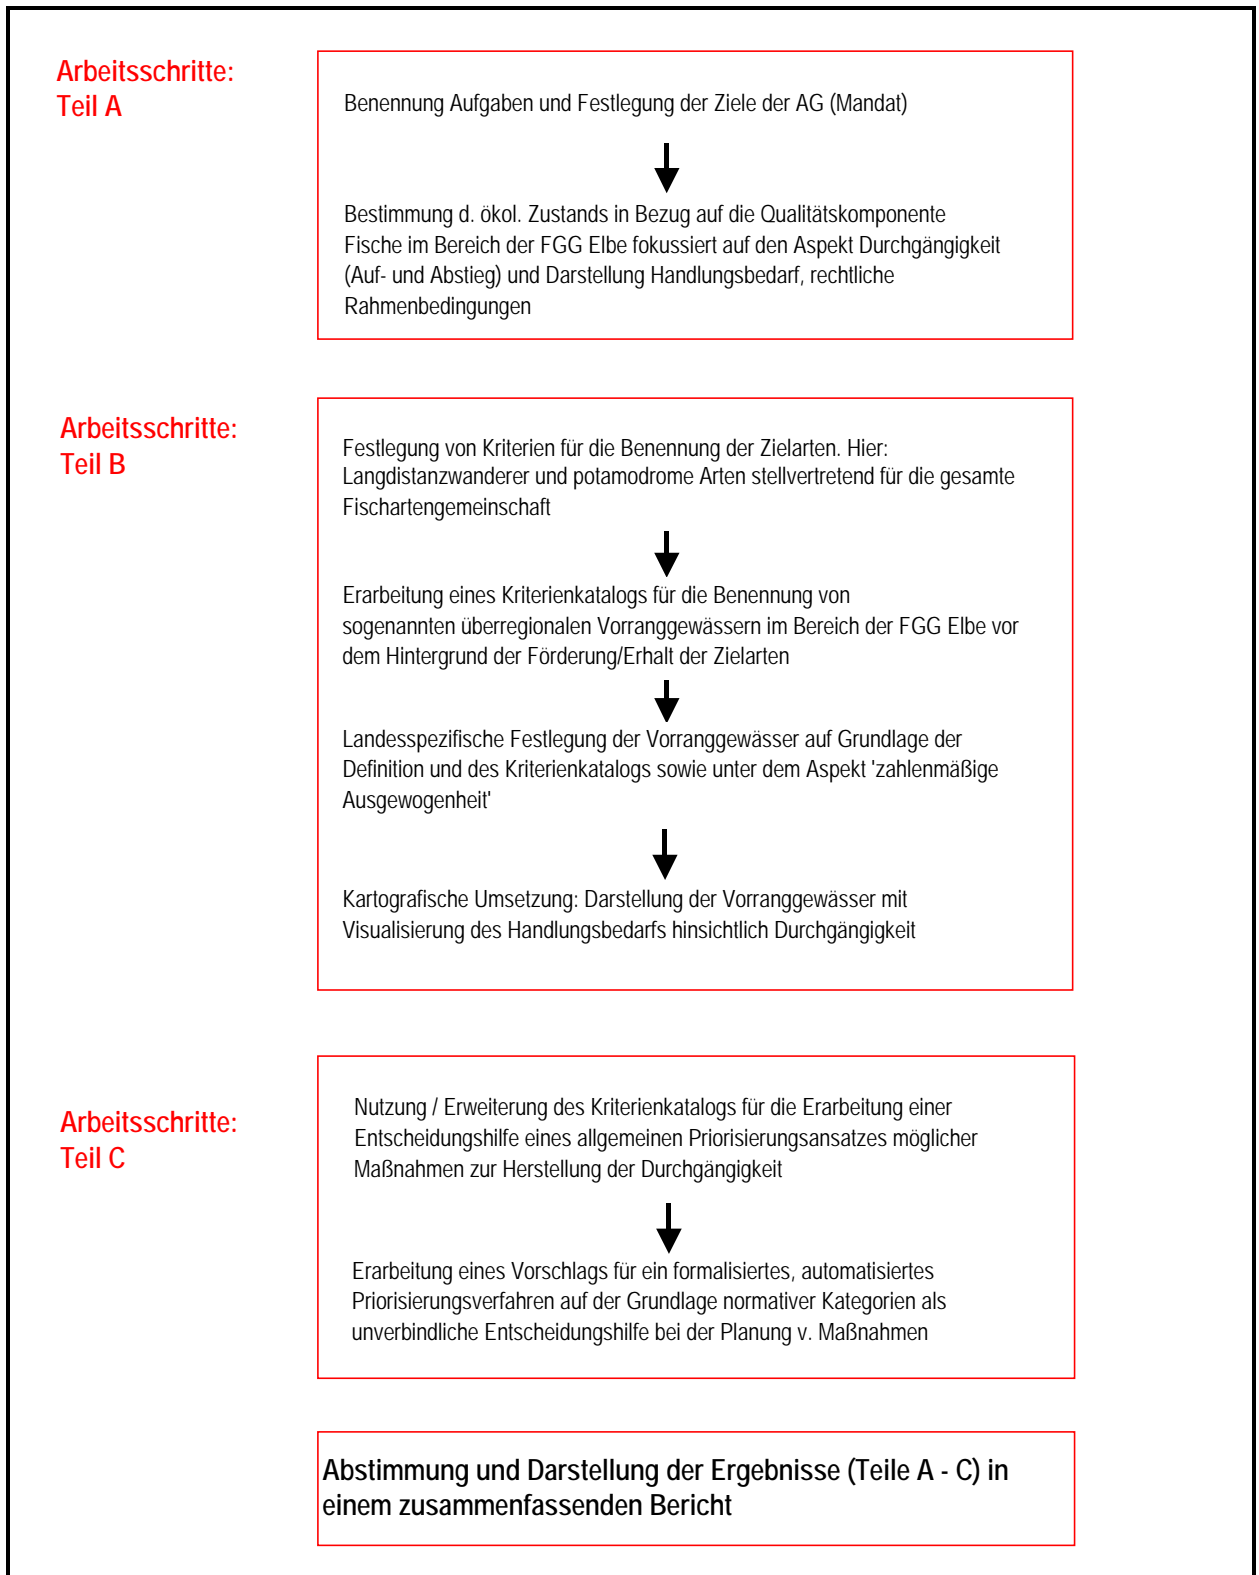 Arbeitsschritte:
Teil A
Benennung Aufgaben und Festlegung der Ziele der AG (Mandat)
Bestimmung d. ökol. Zustands in Bezug auf die Qualitätskomponente
Fische im Bereich der FGG Elbe fokussiert auf den Aspekt Durchgängigkeit
(Auf- und Abstieg) und Darstellung Handlungsbedarf, rechtliche
Rahmenbedingungen
Arbeitsschritte:
Teil B
Festlegung von Kriterien für die Benennung der Zielarten. Hier:
Langdistanzwanderer und potamodrome Arten stellvertretend für die gesamte
Fischartengemeinschaft
Erarbeitung eines Kriterienkatalogs für die Benennung von
sogenannten überregionalen Vorranggewässern im Bereich der FGG Elbe vor
dem Hintergrund der Förderung/Erhalt der Zielarten
Landesspezifische Festlegung der Vorranggewässer auf Grundlage der
Definition und des Kriterienkatalogs sowie unter dem Aspekt 'zahlenmäßige
Ausgewogenheit'
Kartografische Umsetzung: Darstellung der Vorranggewässer mit
Visualisierung des Handlungsbedarfs hinsichtlich Durchgängigkeit
Arbeitsschritte:
Teil C
Nutzung / Erweiterung des Kriterienkatalogs für die Erarbeitung einer
Entscheidungshilfe eines allgemeinen Priorisierungsansatzes möglicher
Maßnahmen zur Herstellung der Durchgängigkeit
Erarbeitung eines Vorschlags für ein formalisiertes, automatisiertes
Priorisierungsverfahren auf der Grundlage normativer Kategorien als
unverbindliche Entscheidungshilfe bei der Planung v. Maßnahmen
Abstimmung und Darstellung der Ergebnisse (Teile A - C) in
einem zusammenfassenden Bericht